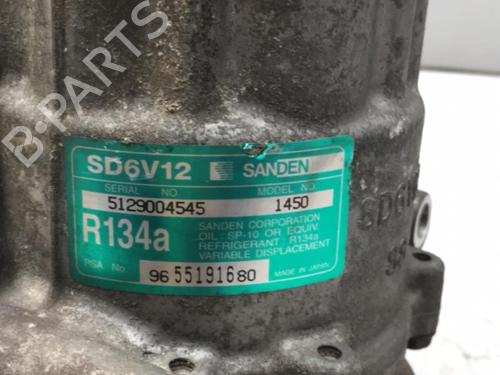 B-PARTS
SD6V12 SANDEN
SERIAL NO. MODEL NO.
5129004545 1450
R134a
SANDEN CORPORATION
OIL : SP-10 OR EQUIV.
REFRIGERANT : R134a
VARIABLE DISPLACEMENT
PSA No 96 551916 80 MADE IN JAPAN